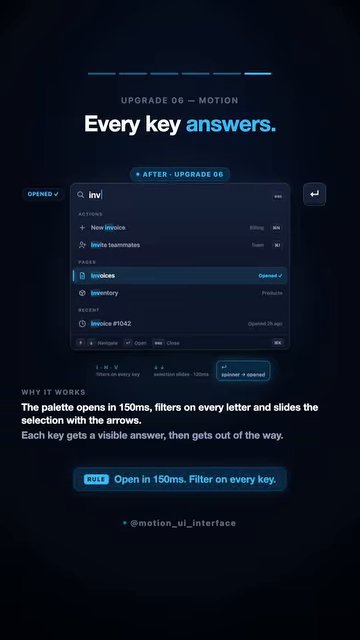 UPGRADE 06 — MOTION
Every key answers.
AFTER · UPGRADE 06
OPENED ✓
inv
esc
↵
ACTIONS
New invoice
Billing
⌘N
Invite teammates
Team
PAGES
Invoices
Opened ✓
Inventory
Products
RECENT
Invoice #1042
Opened 2h ago
↑ ↓ Navigate ↵ Open esc Close
⌘K
I · N · V
filters on every key
↓ ↓
selection slides · 120ms
↵
spinner → opened
WHY IT WORKS
The palette opens in 150ms, filters on every letter and slides the
selection with the arrows.
Each key gets a visible answer, then gets out of the way.
RULE Open in 150ms. Filter on every key.
@motion_ui_interface